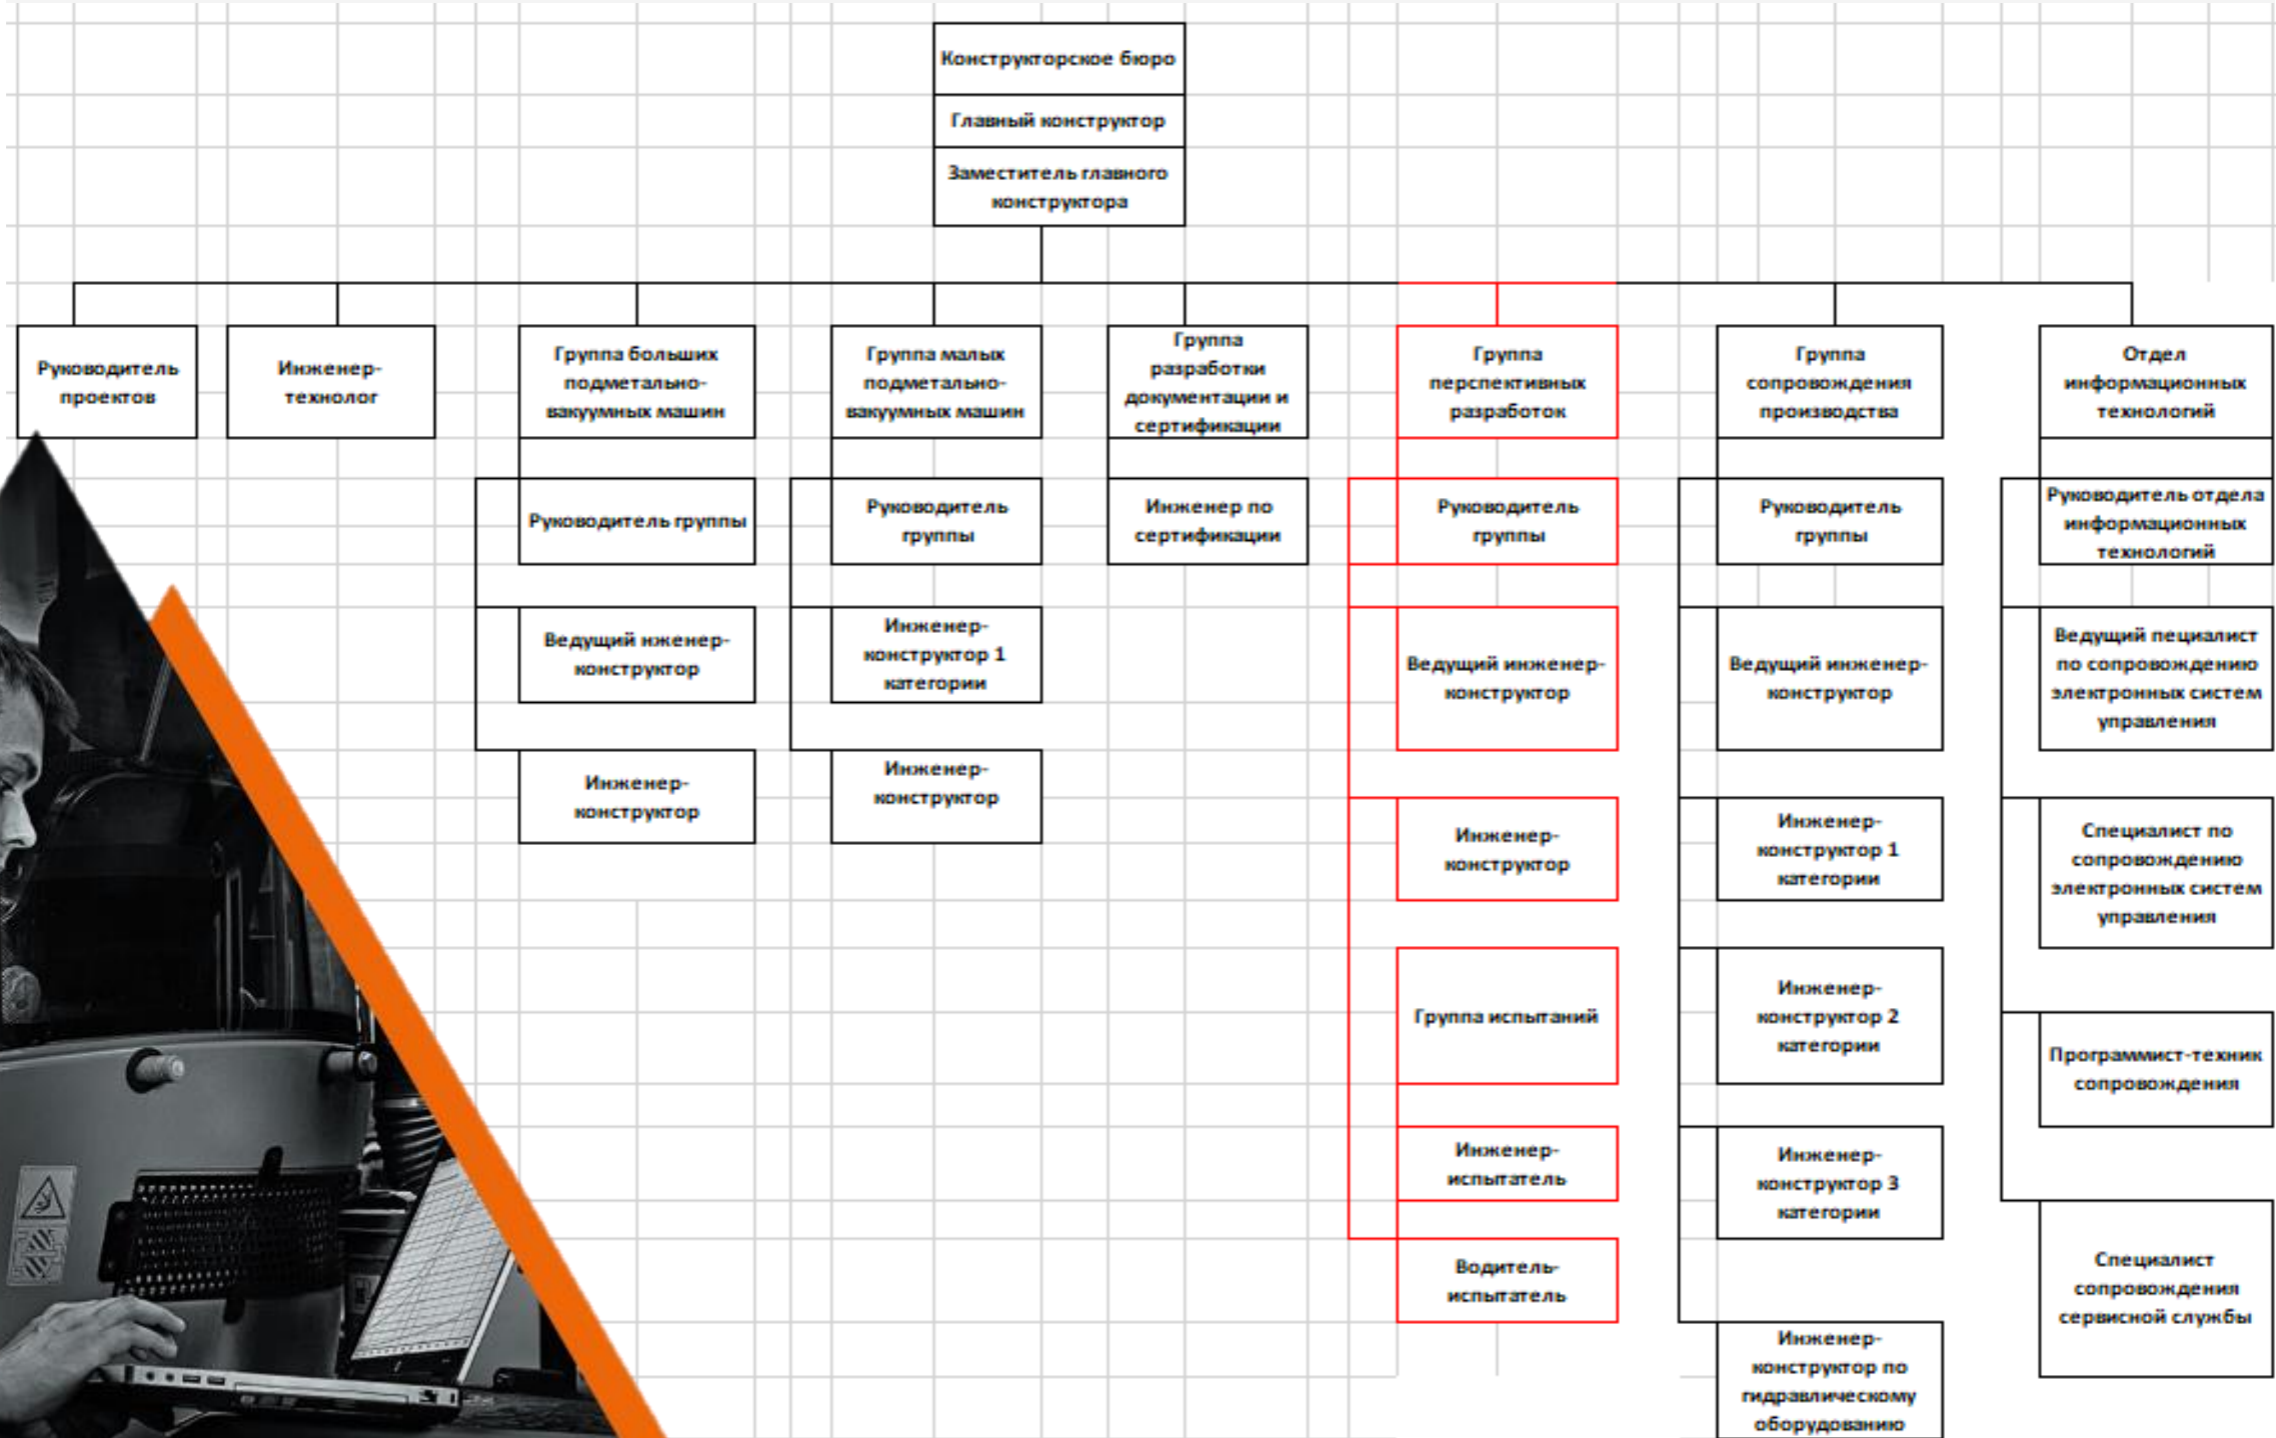 Конструкторское бюро
Главный конструктор
Заместитель главного
конструктора
Руководитель
проектов
Инженер-
технолог
Группа больших
подметально-
вакуумных машин
Группа малых
подметально-
вакуумных машин
Группа
разработки
документации и
сертификации
Группа
перспективных
разработок
Группа
сопровождения
производства
Отдел
информационных
технологий
Руководитель группы
Руководитель
группы
Инженер по
сертификации
Руководитель
группы
Руководитель
группы
Руководитель отдела
информационных
технологий
Ведущий нженер-
конструктор
Инженер-
конструктор 1
категории
Ведущий инженер-
конструктор
Ведущий инженер-
конструктор
Ведущий пециалист
по сопровождению
электронных систем
управления
Инженер-
конструктор
Инженер-
конструктор
Инженер-
конструктор
Инженер-
конструктор 1
категории
Специалист по
сопровождению
электронных систем
управления
Группа испытаний
Инженер-
конструктор 2
категории
Программист-техник
сопровождения
Инженер-
испытатель
Инженер-
конструктор 3
категории
Водитель-
испытатель
Специалист
сопровождения
сервисной службы
Инженер-
конструктор по
гидравлическому
оборудованию